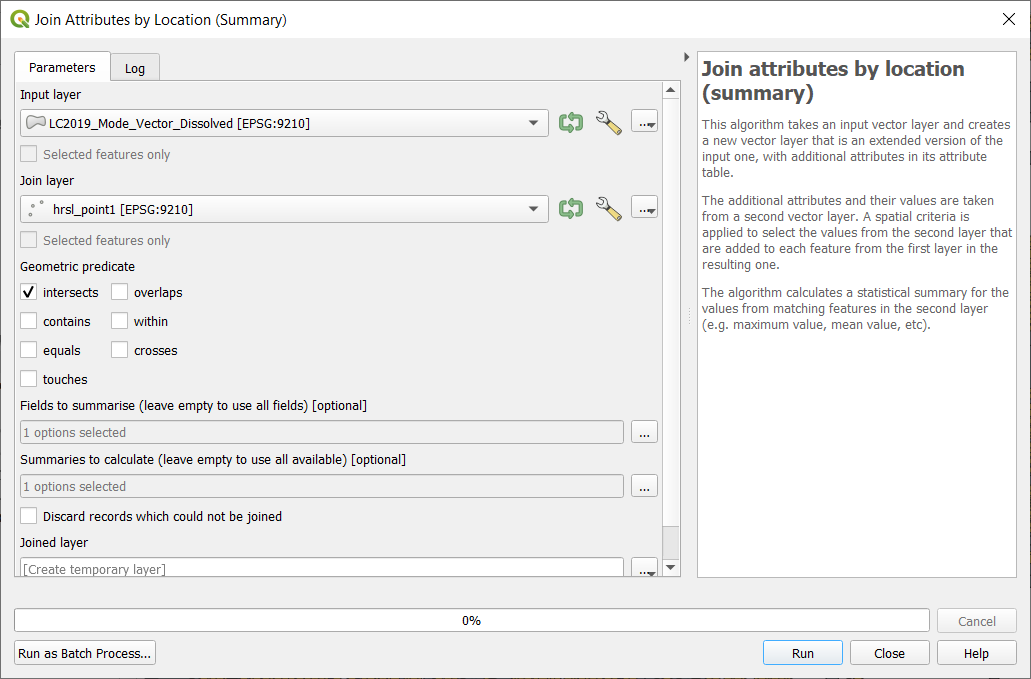 Join Attributes by Location (Summary)
Parameters
Log
Input layer
LC2019_Mode_Vector_Dissolved [EPSG:9210]
...
Selected features only
Join layer
hrsl_point1 [EPSG:9210]
...
Selected features only
Geometric predicate
intersects overlaps
contains within
equals crosses
touches
Fields to summarise (leave empty to use all fields) [optional]
1 options selected
...
Summaries to calculate (leave empty to use all available) [optional]
1 options selected
...
Discard records which could not be joined
Joined layer
[Create temporary layer]
...
Join attributes by location
(summary)
This algorithm takes an input vector layer and creates
a new vector layer that is an extended version of the
input one, with additional attributes in its attribute
table.
The additional attributes and their values are taken
from a second vector layer. A spatial criteria is
applied to select the values from the second layer that
are added to each feature from the first layer in the
resulting one.
The algorithm calculates a statistical summary for the
values from matching features in the second layer
(e.g. maximum value, mean value, etc).
0%
Cancel
Run as Batch Process...
Run
Close
Help